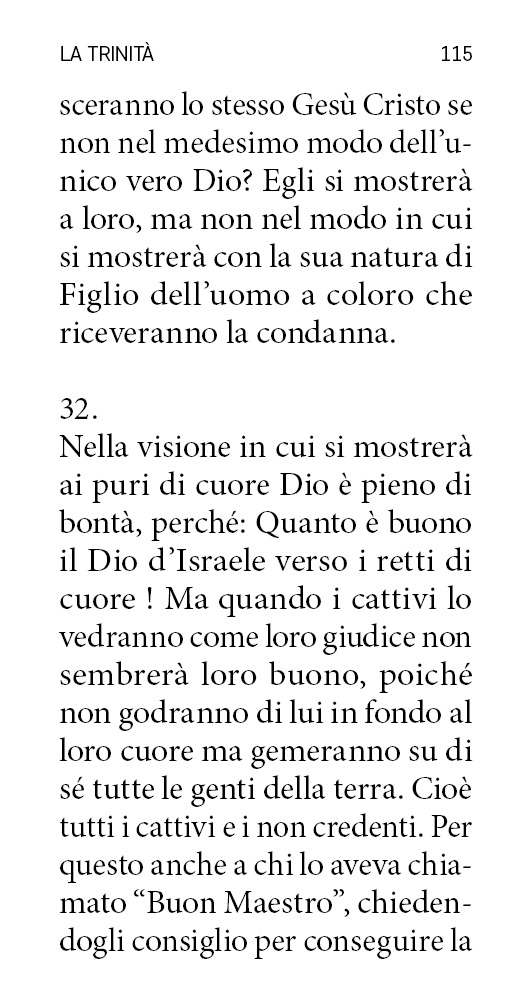 LA TRINITÀ 115
sceranno lo stesso Gesù Cristo se
non nel medesimo modo dell’u-
nico vero Dio? Egli si mostrerà
a loro, ma non nel modo in cui
si mostrerà con la sua natura di
Figlio dell’uomo a coloro che
riceveranno la condanna.
32.
Nella visione in cui si mostrerà
ai puri di cuore Dio è pieno di
bontà, perché: Quanto è buono
il Dio d’Israele verso i retti di
cuore ! Ma quando i cattivi lo
vedranno come loro giudice non
sembrerà loro buono, poiché
non godranno di lui in fondo al
loro cuore ma gemeranno su di
sé tutte le genti della terra. Cioè
tutti i cattivi e i non credenti. Per
questo anche a chi lo aveva chia-
mato “Buon Maestro”, chieden-
dogli consiglio per conseguire la